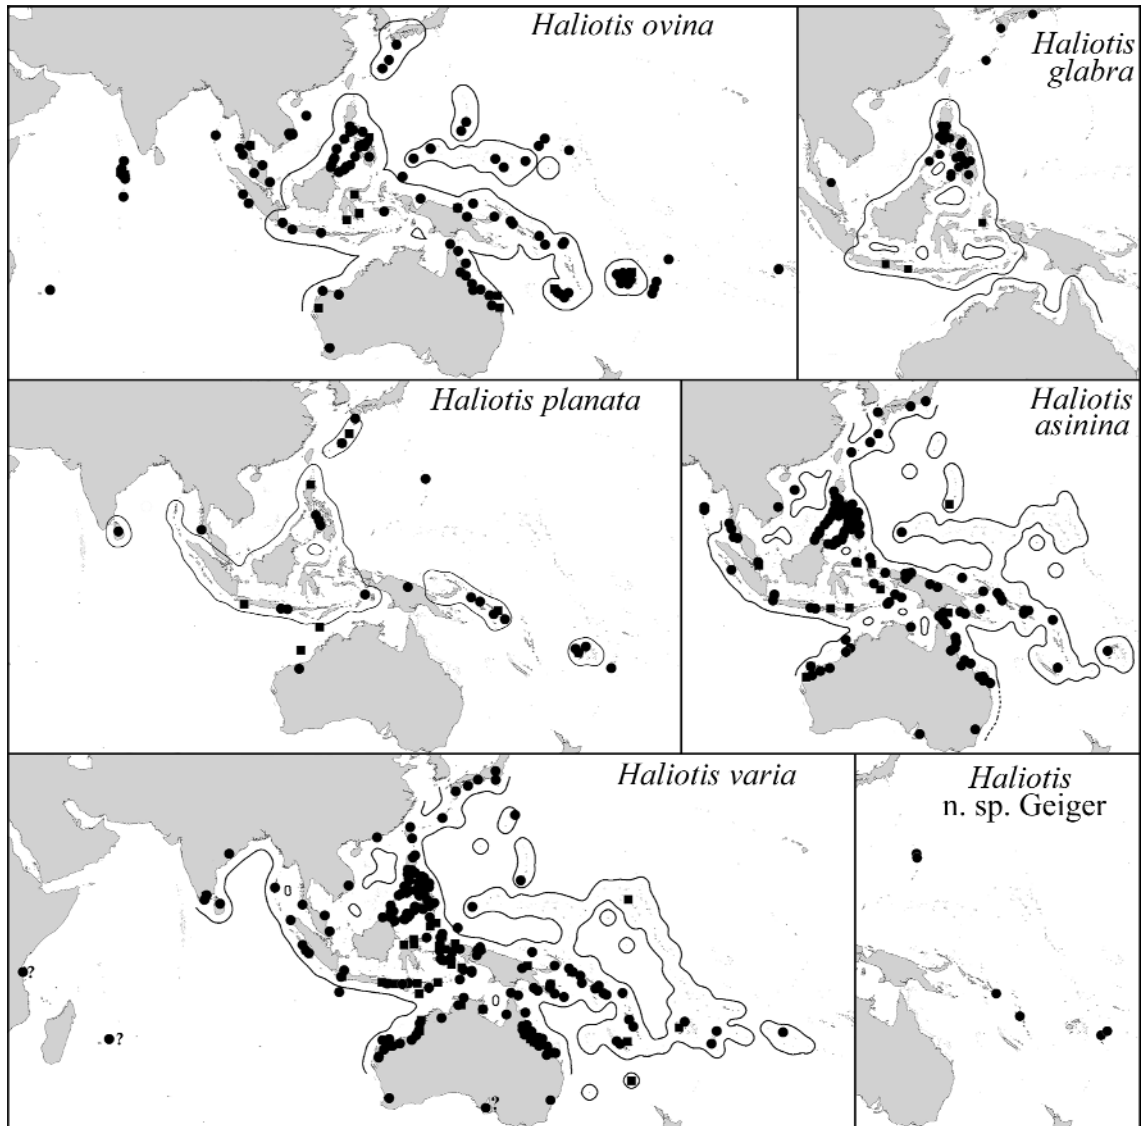 Haliotis ovina
Haliotis
glabra
Haliotis planata
Haliotis
asinina
Haliotis varia
Haliotis
n. sp. Geiger
?
?
?